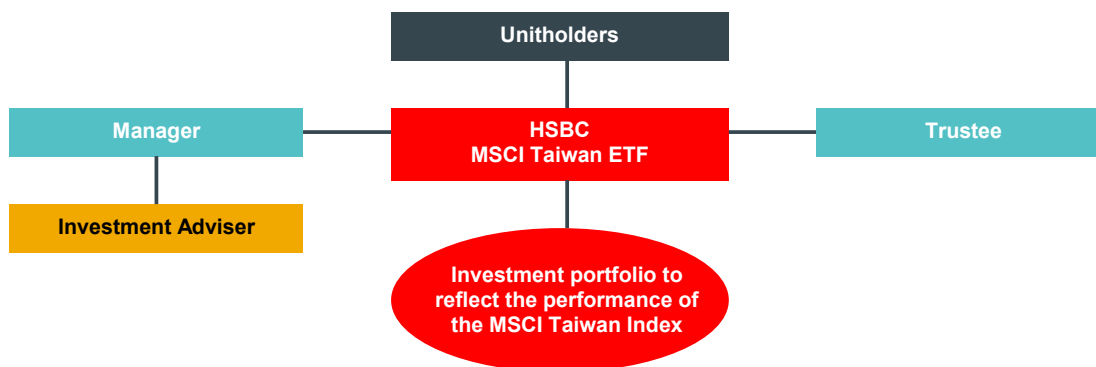 Unitholders
Manager
HSBC
MSCI Taiwan ETF
Trustee
Investment Adviser
Investment portfolio to
reflect the performance of
the MSCI Taiwan Index